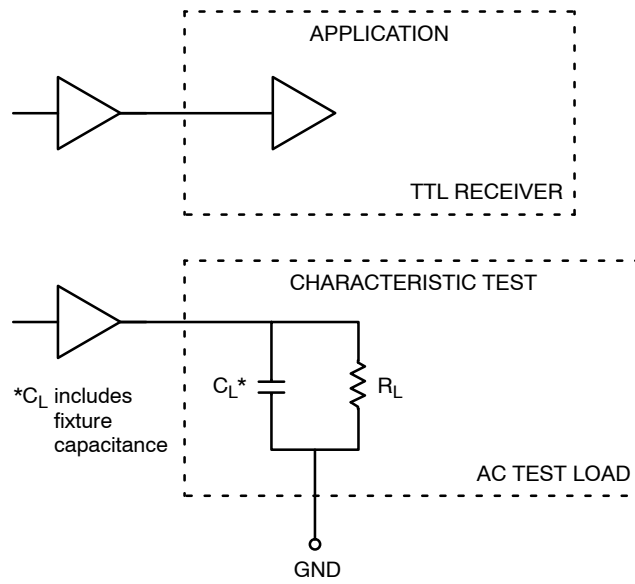 APPLICATION
TTL RECEIVER
CHARACTERISTIC TEST
*CL includes
fixture
capacitance
CL*
RL
AC TEST LOAD
GND